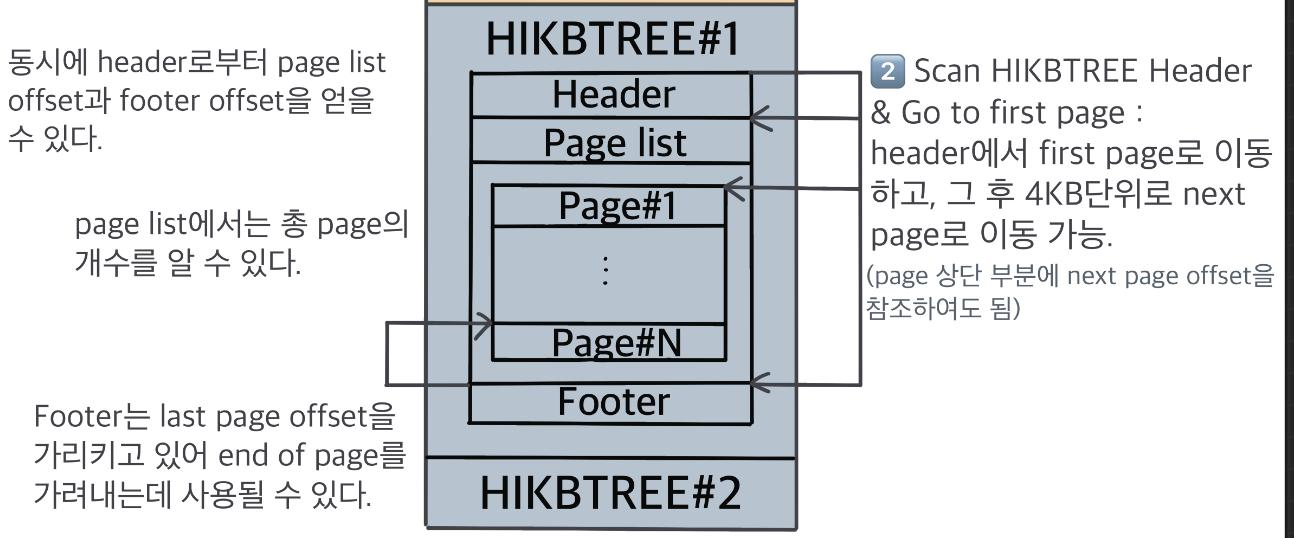 동시에 header로부터 page list
offset과 footer offset을 얻을
수 있다.
page list에서는 총 page의
개수를 알 수 있다.
Footer는 last page offset을
가리키고 있어 end of page를
가려내는데 사용될 수 있다.
HIKBTREE#1
Header
Page list
Page#1
⋮
Page#N
Footer
HIKBTREE#2
2 Scan HIKBTREE Header
& Go to first page :
header에서 first page로 이동
하고, 그 후 4KB단위로 next
page로 이동 가능.
(page 상단 부분에 next page offset을
참조하여도 됨)